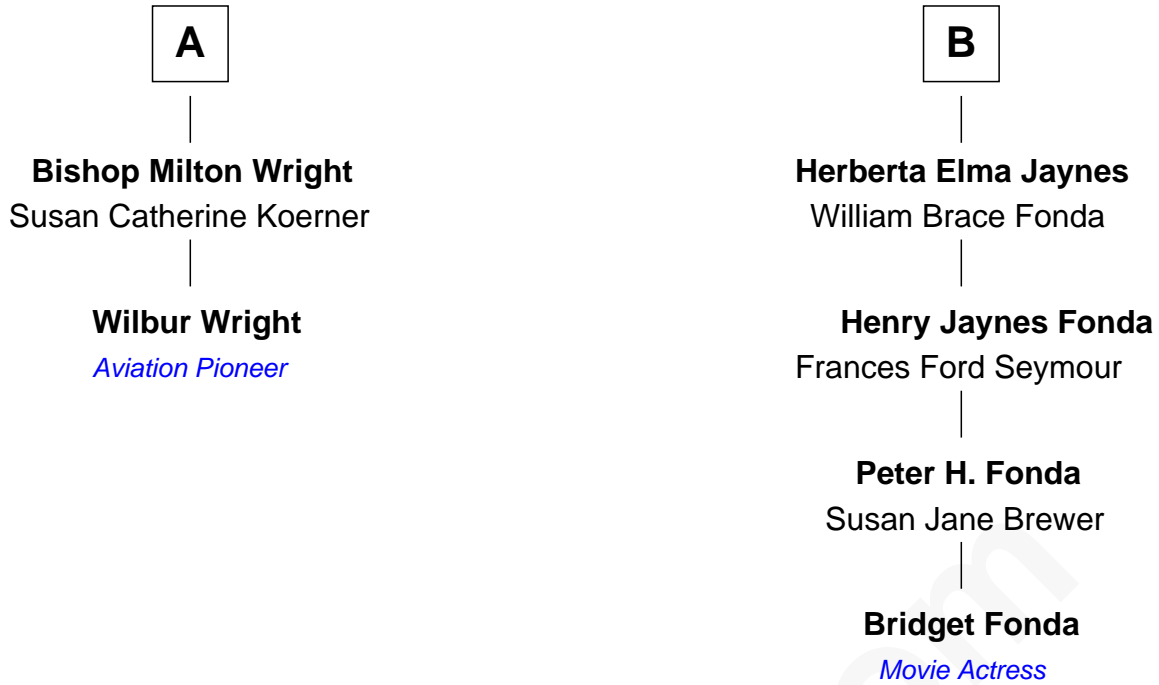 A
Bishop Milton Wright
Susan Catherine Koerner
Wilbur Wright
Aviation Pioneer
B
Herberta Elma Jaynes
William Brace Fonda
Henry Jaynes Fonda
Frances Ford Seymour
Peter H. Fonda
Susan Jane Brewer
Bridget Fonda
Movie Actress